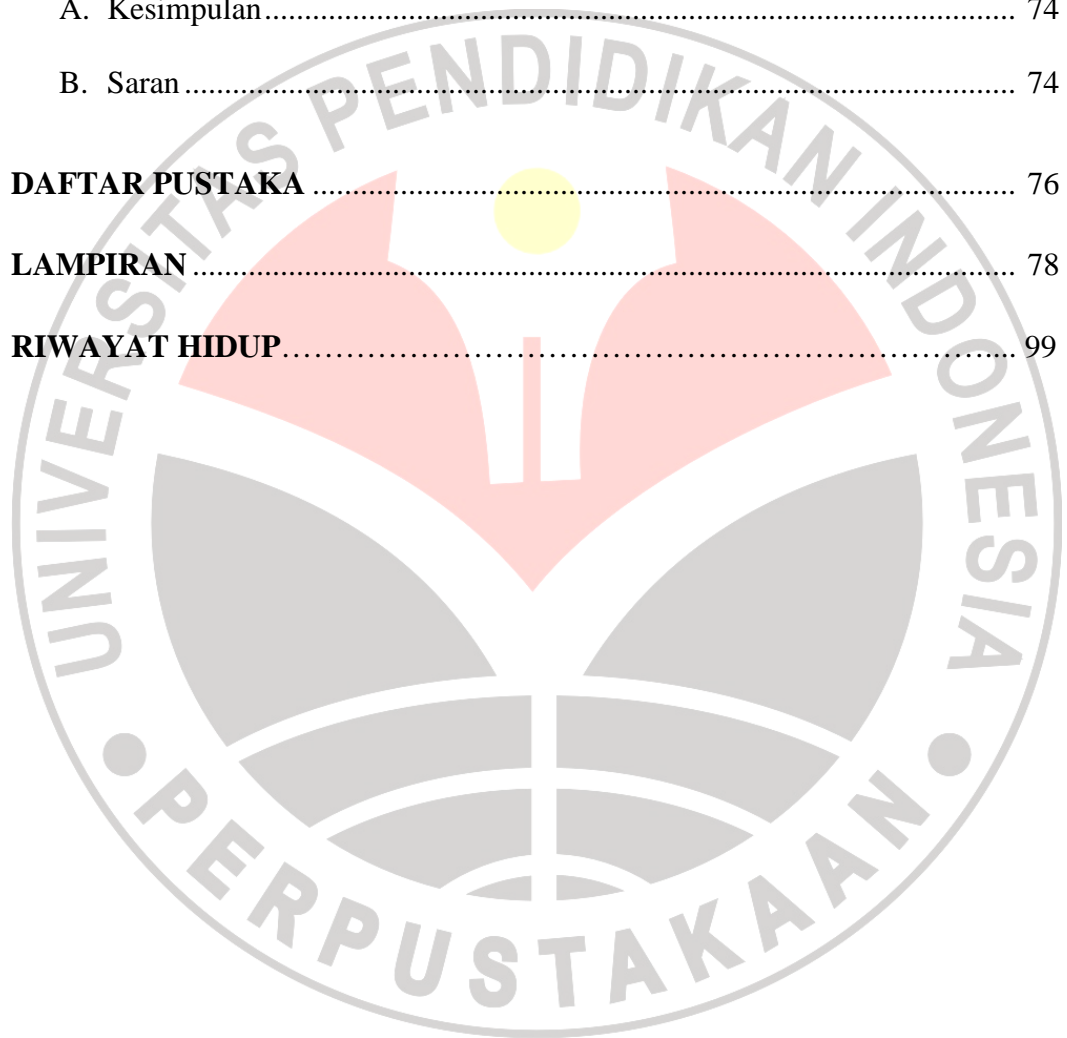 A. Kesimpulan........................................................................................... 74
B. Saran..................................................................................................... 74
DAFTAR PUSTAKA ..................................................................................... 76
LAMPIRAN .................................................................................................... 78
RIWAYAT HIDUP…………………………………………………………….... 99
UNIVERSITAS PENDIDIKAN INDONESIA
PERPUSTAKAAN